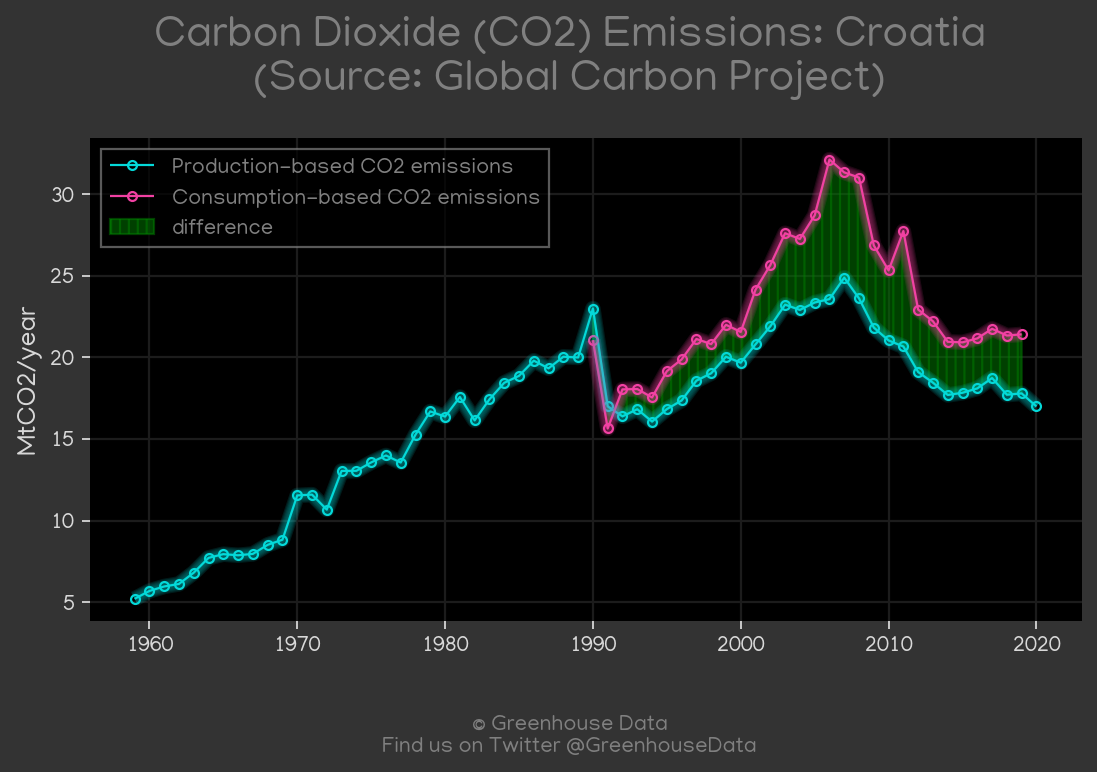 Carbon Dioxide (CO2) Emissions: Croatia
(Source: Global Carbon Project)
Production-based CO2 emissions
Consumption-based CO2 emissions
difference
MtCO2/year
30
25
20
15
10
5
1960 1970 1980 1990 2000 2010 2020
© Greenhouse Data
Find us on Twitter @GreenhouseData